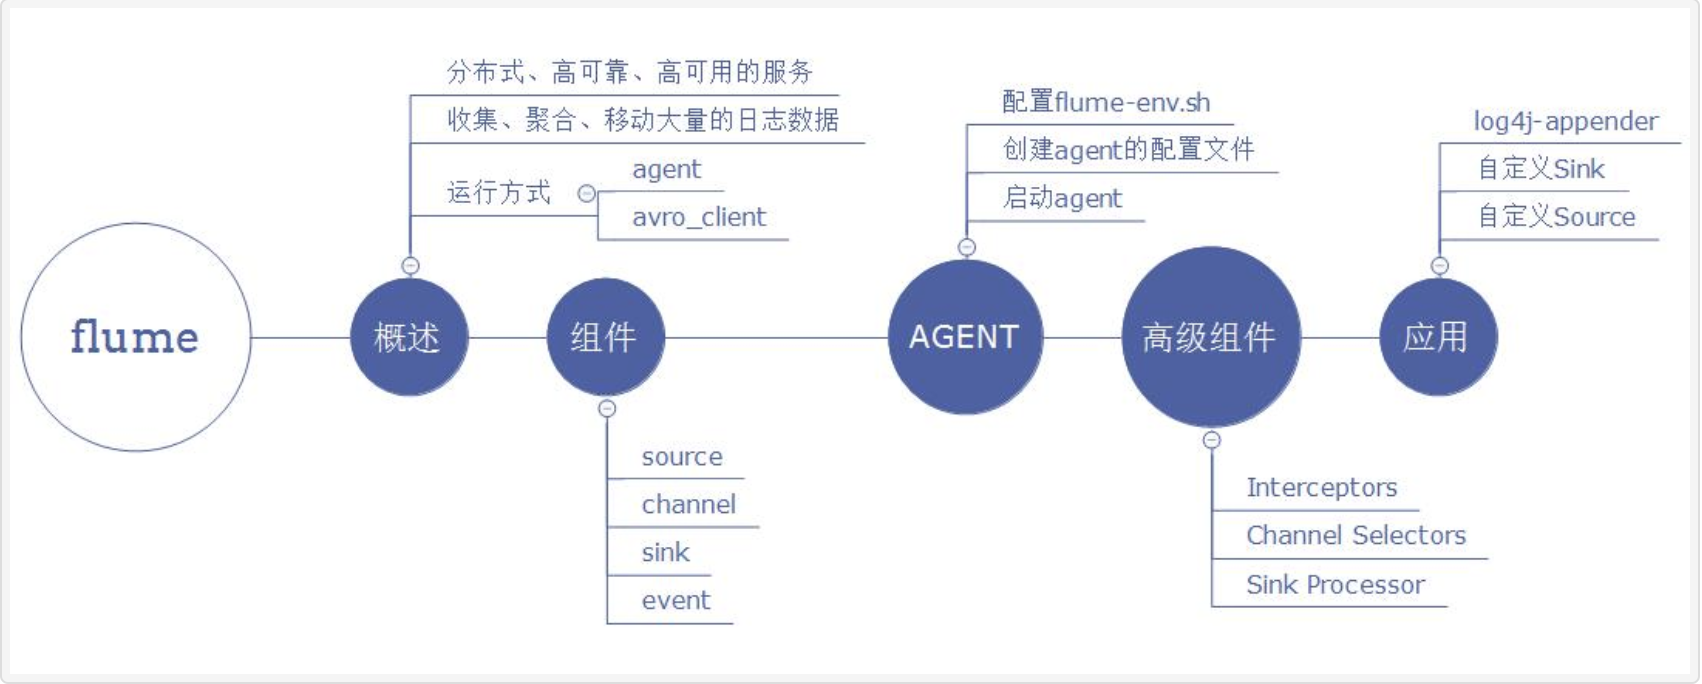 flume
概述
分布式、高可靠、高可用的服务
收集、聚合、移动大量的日志数据
运行方式
agent
avro_client
组件
source
channel
sink
event
AGENT
配置flume-env.sh
创建agent的配置文件
启动agent
高级组件
Interceptors
Channel Selectors
Sink Processor
应用
log4j-appender
自定义Sink
自定义Source